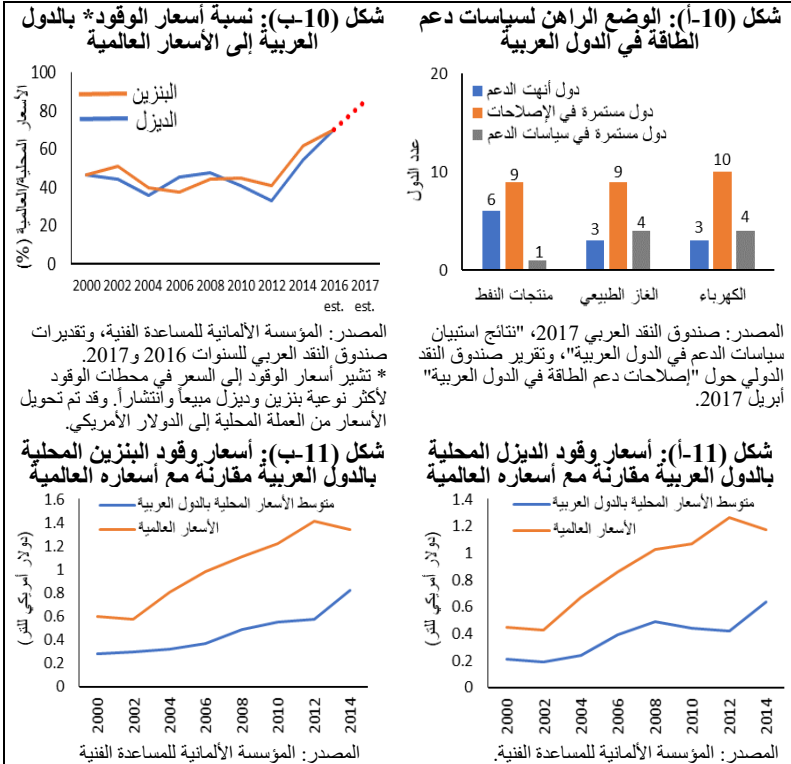 شكل (10-أ): الوضع الراهن لسياسات دعم
الطاقة في الدول العربية
20
10
0
عدد الدول
دول أنهت الدعم
دول مستمرة في الإصلاحات
دول مستمرة في سياسات الدعم
6
9
1
3
9
4
3
10
4
منتجات النفط
الغاز الطبيعي
الكهرباء
المصدر: صندوق النقد العربي 2017، "نتائج استبيان
سياسات الدعم في الدول العربية"، وتقرير صندوق النقد
الدولي حول "إصلاحات دعم الطاقة في الدول العربية"
أبريل 2017.
شكل (10-ب): نسبة أسعار الوقود* بالدول
العربية إلى الأسعار العالمية
100
80
60
40
20
0
الأسعار المحلية/العالمية (%)
البنزين
الديزل
2000 2002 2004 2006 2008 2010 2012 2014 2016 2017
est. est.
المصدر: المؤسسة الألمانية للمساعدة الفنية، وتقديرات
صندوق النقد العربي للسنوات 2016 و2017.
* تشير أسعار الوقود إلى السعر في محطات الوقود
لأكثر نوعية بنزين وديزل مبيعاً وانتشاراً. وقد تم تحويل
الأسعار من العملة المحلية إلى الدولار الأمريكي.
شكل (11-أ): أسعار وقود الديزل المحلية
بالدول العربية مقارنة مع أسعاره العالمية
1.4
1.2
1
0.8
0.6
0.4
0.2
0
(دولار أمريكي للتر)
متوسط الأسعار المحلية بالدول العربية
الأسعار العالمية
2000 2002 2004 2006 2008 2010 2012 2014
المصدر: المؤسسة الألمانية للمساعدة الفنية.
شكل (11-ب): أسعار وقود البنزين المحلية
بالدول العربية مقارنة مع أسعاره العالمية
1.6
1.4
1.2
1
0.8
0.6
0.4
0.2
0
(دولار أمريكي للتر)
متوسط الأسعار المحلية بالدول العربية
الأسعار العالمية
2000 2002 2004 2006 2008 2010 2012 2014
المصدر: المؤسسة الألمانية للمساعدة الفنية